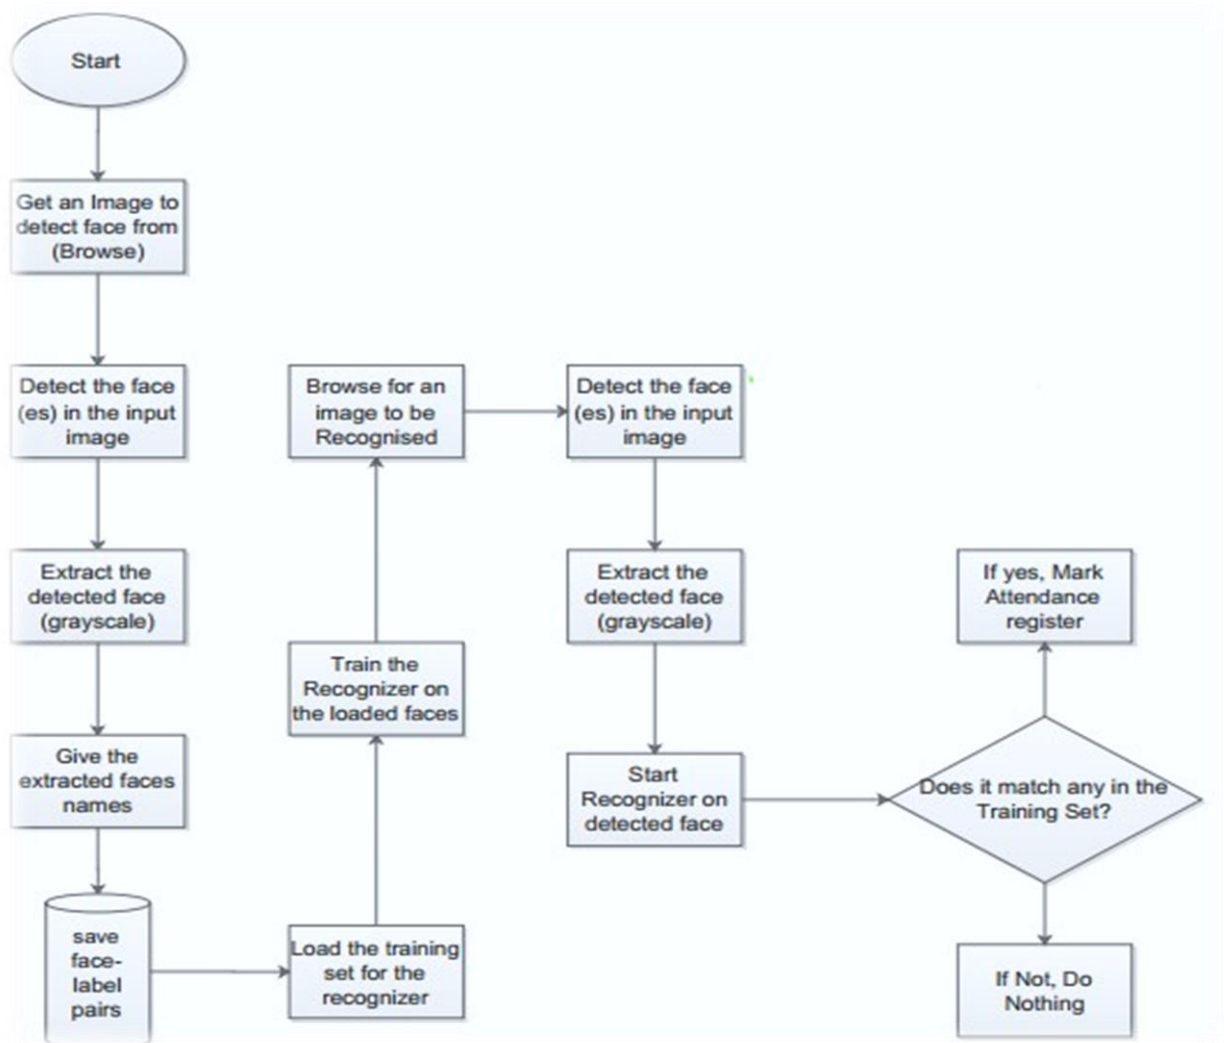 Start
Get an Image to
detect face from
(Browse)
Detect the face
(es) in the input
image
Extract the
detected face
(grayscale)
Give the
extracted faces
names
save
face-
label
pairs
Load the training
set for the
recognizer
Train the
Recognizer on
the loaded faces
Browse for an
image to be
Recognised
Detect the face
(es) in the input
image
Extract the
detected face
(grayscale)
Start
Recognizer on
detected face
Does it match any in the
Training Set?
If yes, Mark
Attendance
register
If Not, Do
Nothing